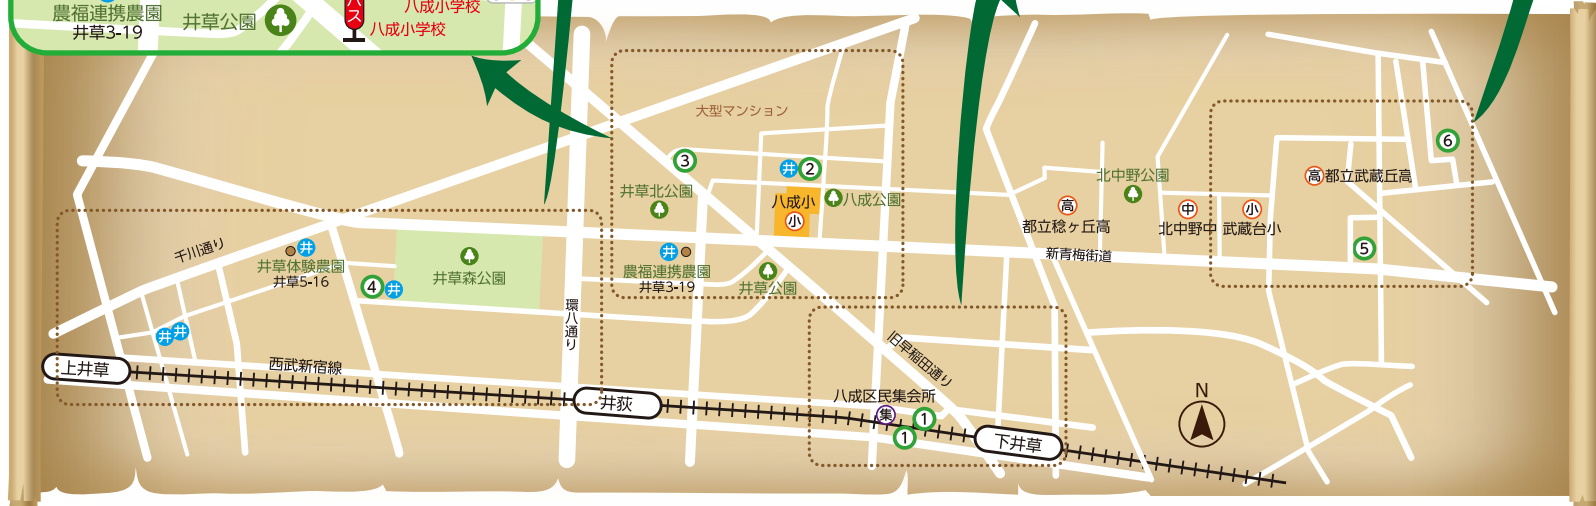 農福連携農園
井草3-19
井草公園
バス
八成小学校
八成小学校
大型マンション
③
井
②
井草北公園
八成小
小
八成公園
高
都立稔ヶ丘高
北中野公園
中
北中野中
小
武蔵台小
高
都立武蔵丘高
⑥
⑤
新青梅街道
千川通り
井
井草体験農園
井草5-16
④
井
井草森公園
井
農福連携農園
井草3-19
井草公園
環八通り
井
井
上井草
西武新宿線
井荻
旧早稲田通り
八成区民集会所
集
①
①
下井草
N